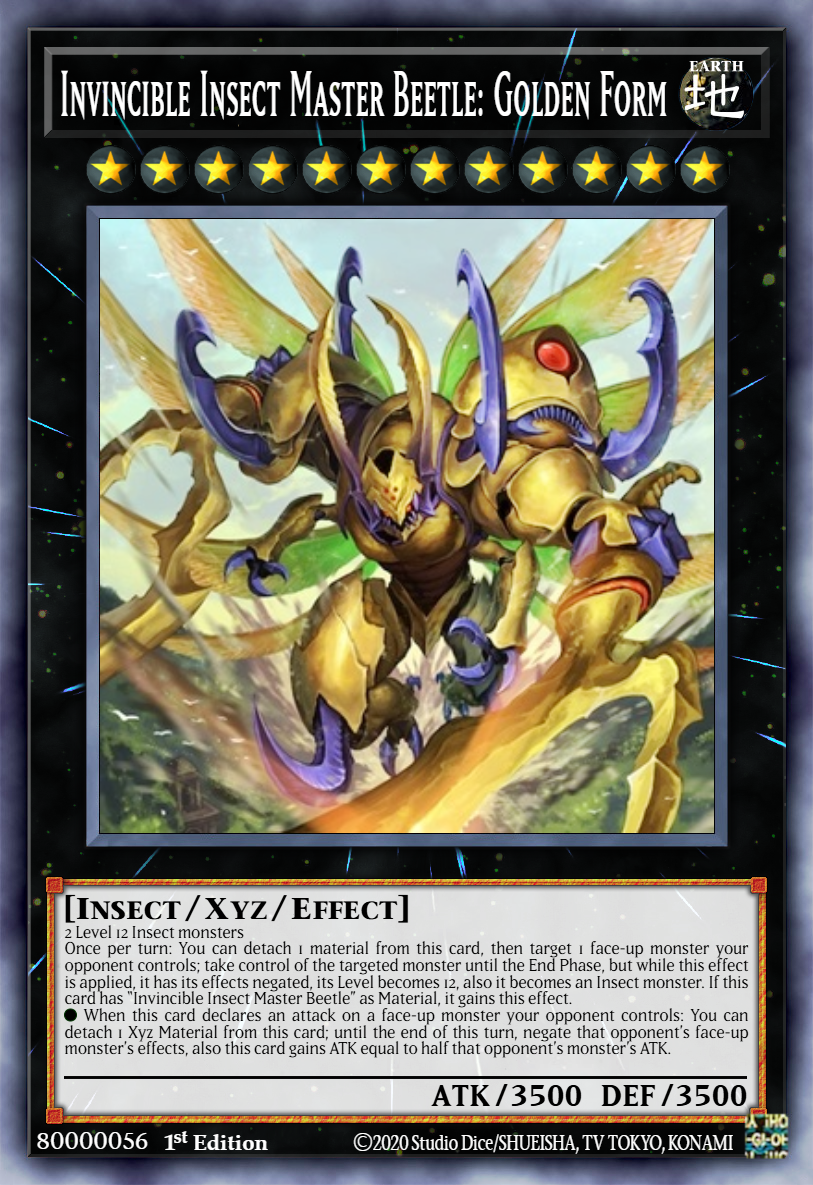 Invincible Insect Master Beetle: Golden Form
EARTH
地
[Insect/Xyz/Effect]
2 Level 12 Insect monsters
Once per turn: You can detach 1 material from this card, then target 1 face-up monster your
opponent controls; take control of the targeted monster until the End Phase, but while this effect
is applied, it has its effects negated, its Level becomes 12, also it becomes an Insect monster. If this
card has "Invincible Insect Master Beetle" as Material, it gains this effect.
● When this card declares an attack on a face-up monster your opponent controls: You can
detach 1 Xyz Material from this card; until the end of this turn, negate that opponent's face-up
monster's effects, also this card gains ATK equal to half that opponent's monster's ATK.
ATK/3500 DEF/3500
80000056 1st Edition ©2020 Studio Dice/SHUEISHA, TV TOKYO, KONAMI